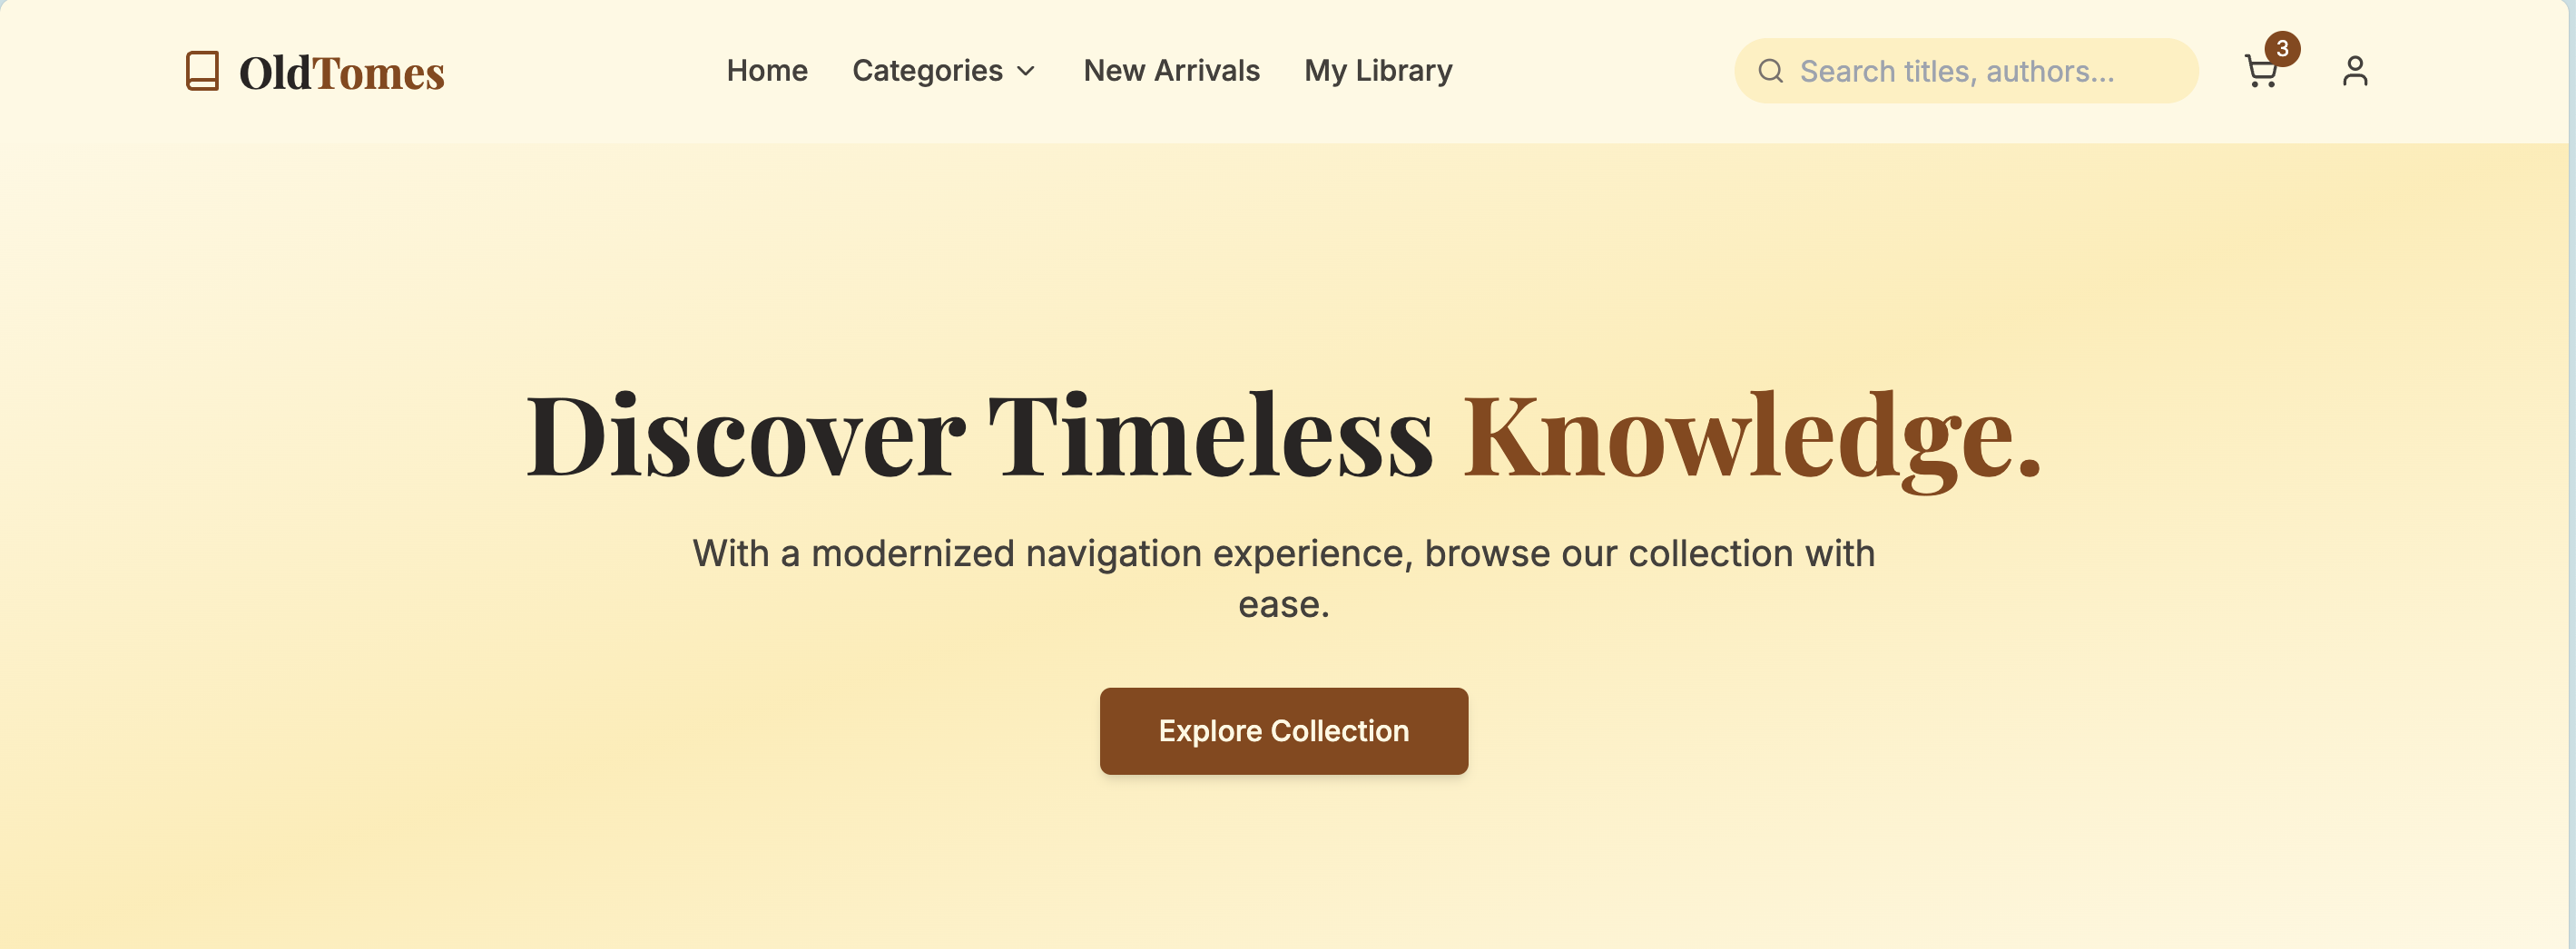 OldTomes
Home
Categories
New Arrivals
My Library
Search titles, authors...
3
Discover Timeless Knowledge.
With a modernized navigation experience, browse our collection with
ease.
Explore Collection